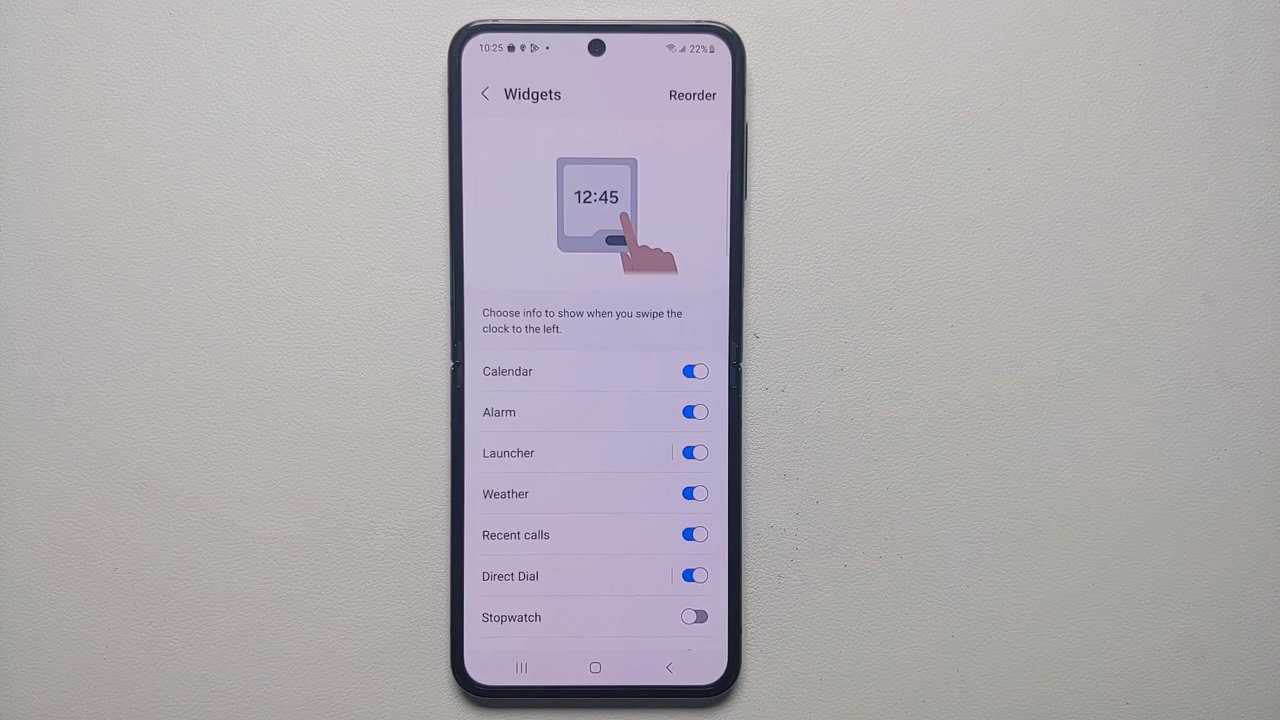 10:25
22%
Widgets
Reorder
12:45
Choose info to show when you swipe the
clock to the left.
Calendar
Alarm
Launcher
Weather
Recent calls
Direct Dial
Stopwatch